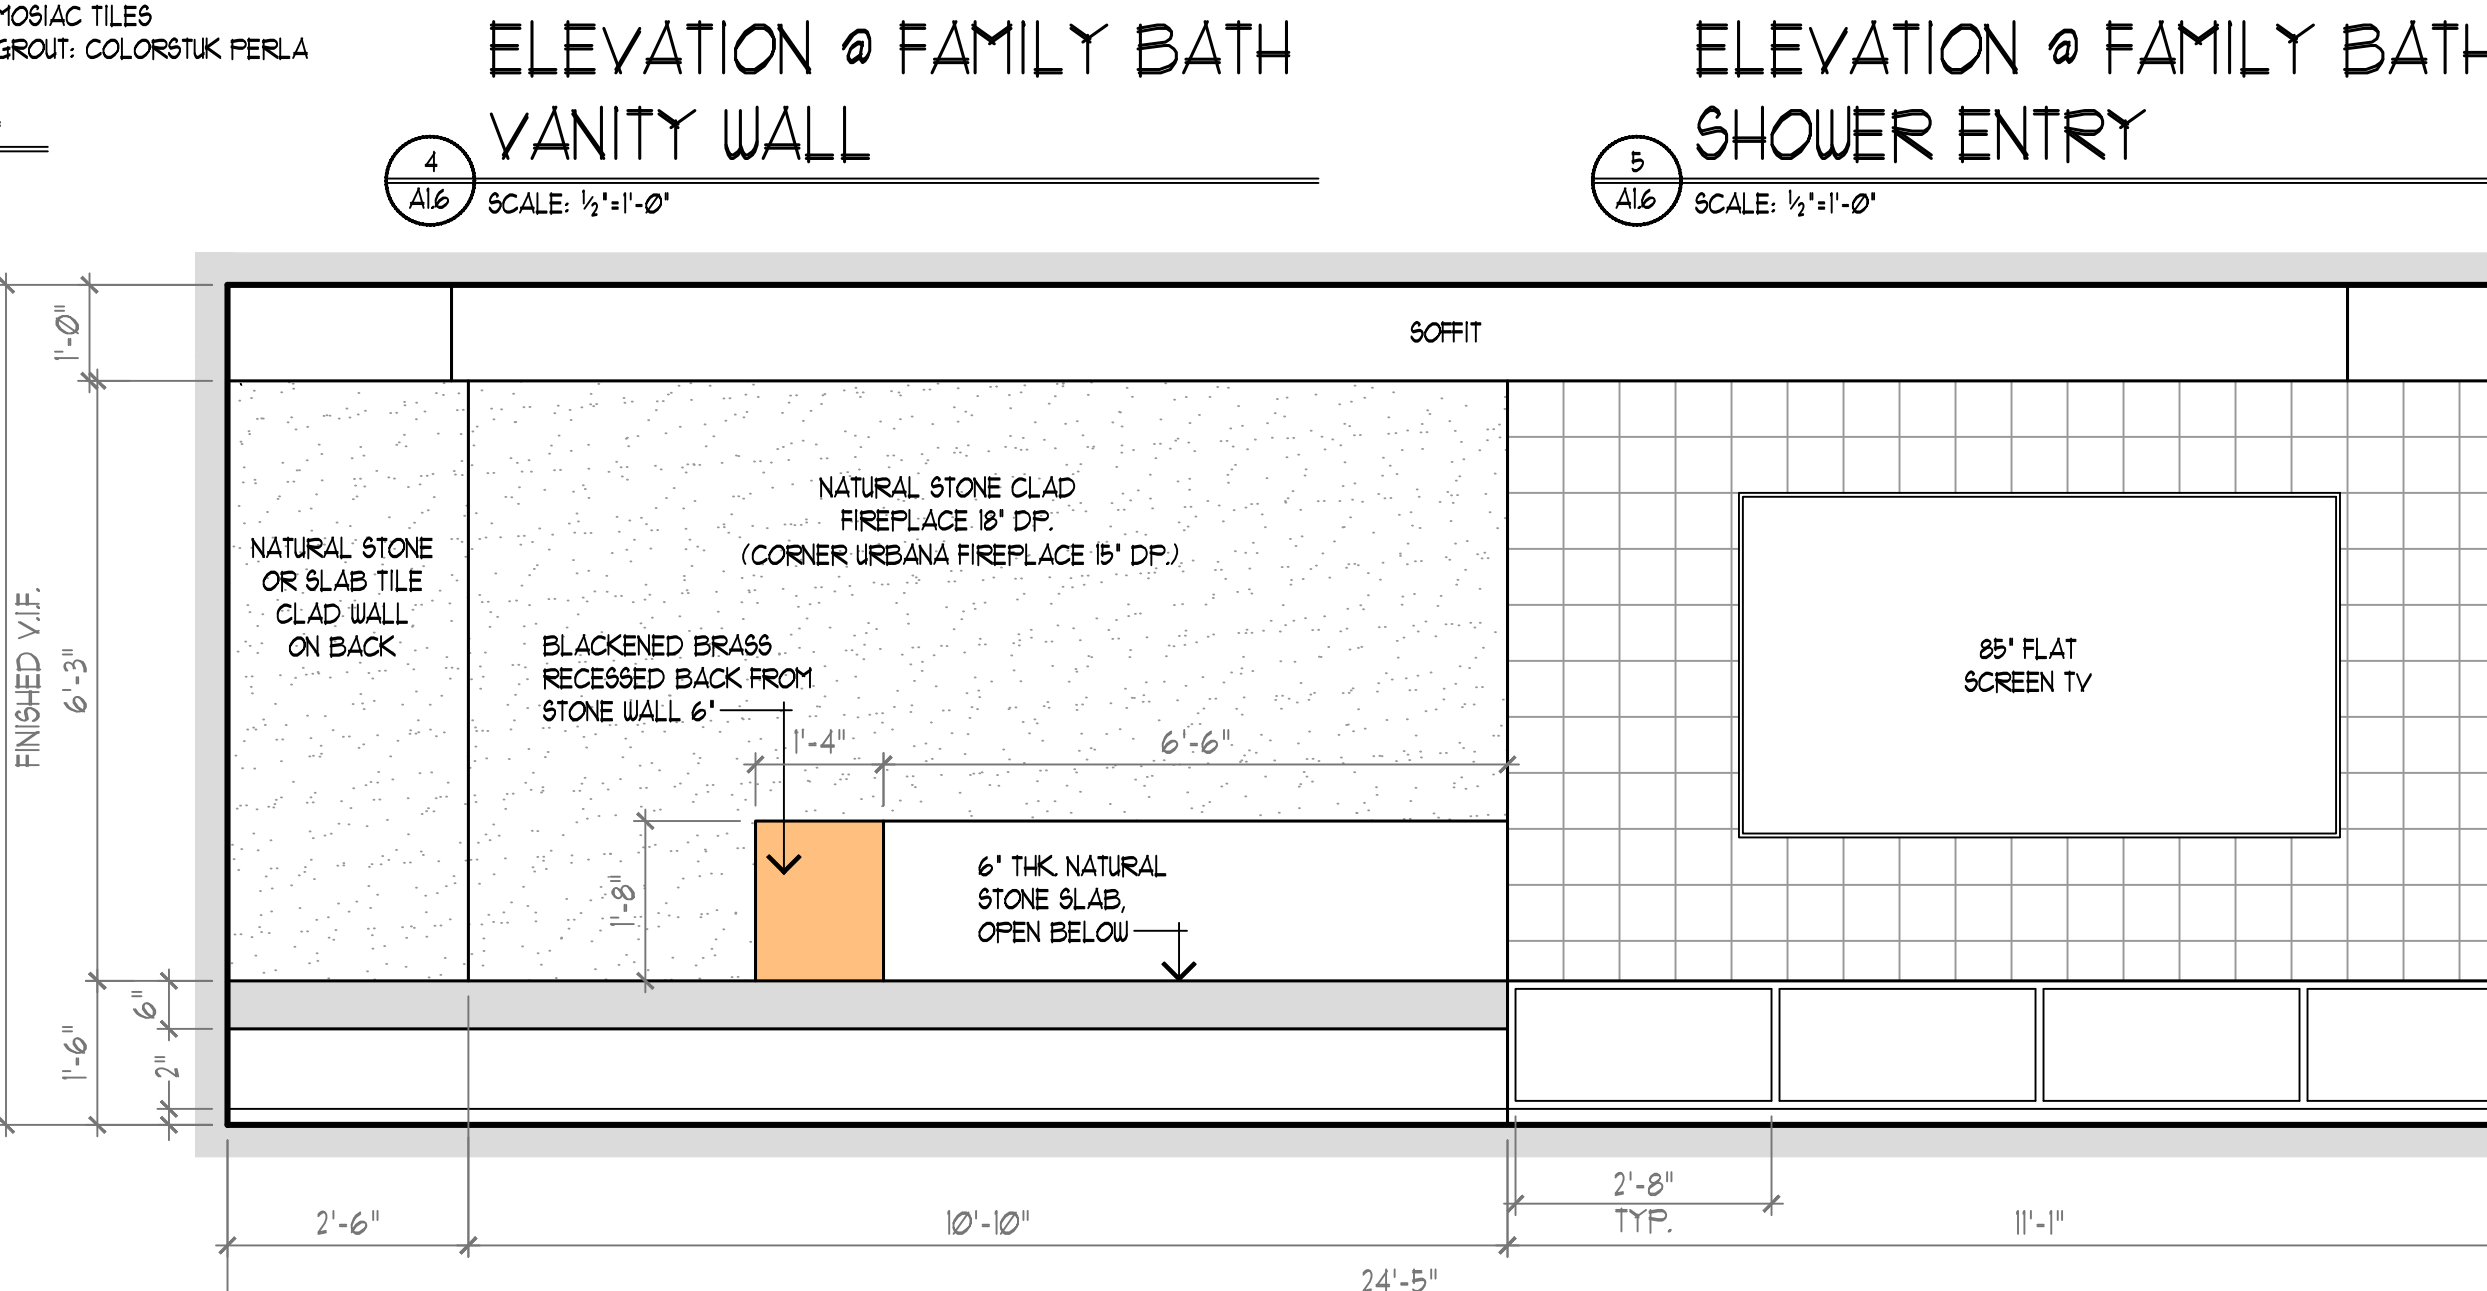 MOSIAC TILES
GROUT: COLORSTUK PERLA
ELEVATION @ FAMILY BATH
VANITY WALL
4
A1.6
SCALE: ½"=1'-0"
ELEVATION @ FAMILY BATH
SHOWER ENTRY
5
A1.6
SCALE: ½"=1'-0"
1'-0"
SOFFIT
NATURAL STONE CLAD
FIREPLACE 18" DP.
(CORNER URBANA FIREPLACE 15" DP.)
NATURAL STONE
OR SLAB TILE
CLAD WALL
ON BACK
FINISHED V.I.F.
6'-3"
BLACKENED BRASS
RECESSED BACK FROM
STONE WALL 6"
85" FLAT
SCREEN TV
1'-4"
6'-6"
1'-8"
6" THK. NATURAL
STONE SLAB,
OPEN BELOW
6"
1'-6"
2"
2'-8"
TYP.
2'-6"
10'-10"
11'-1"
24'-5"